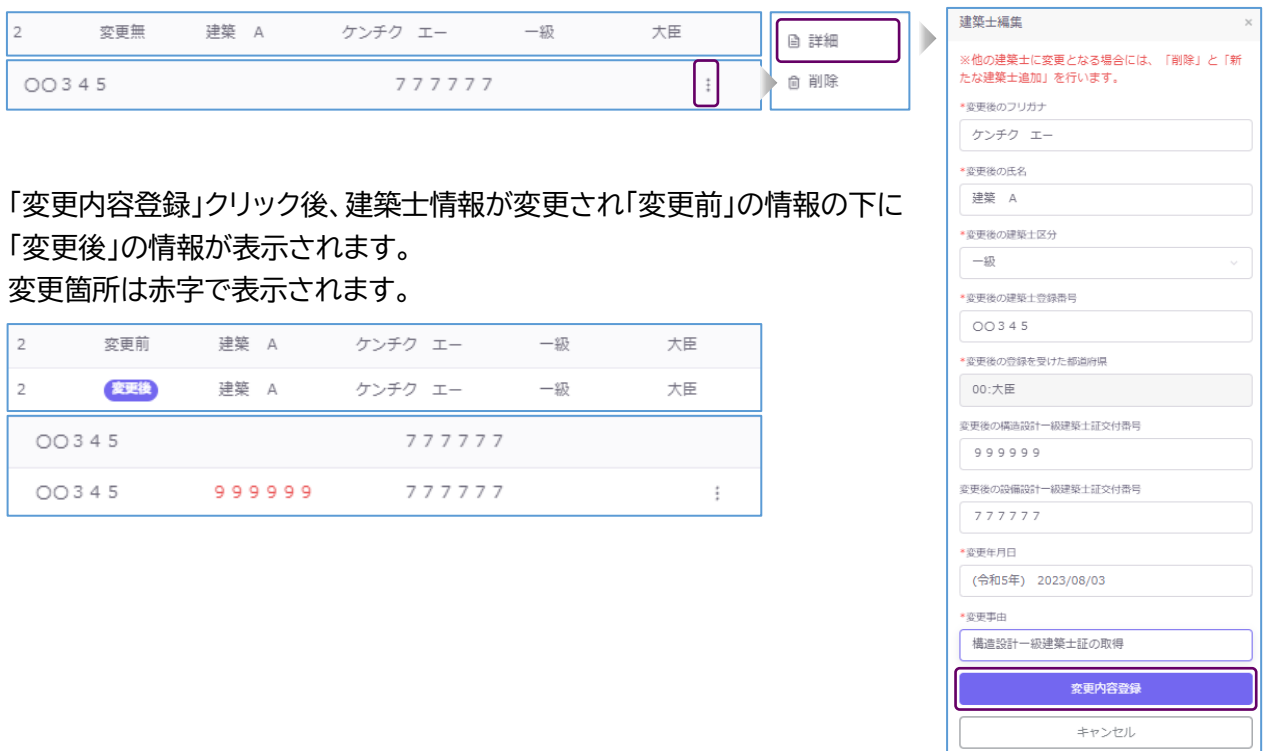 2 変更無 建築 A ケンチク エー 一級 大臣
〇〇３４５ ７７７７７７
詳細
削除
「変更内容登録」クリック後、建築士情報が変更され「変更前」の情報の下に
「変更後」の情報が表示されます。
変更箇所は赤字で表示されます。
2 変更前 建築 A ケンチク エー 一級 大臣
2 変更後 建築 A ケンチク エー 一級 大臣
〇〇３４５ ７７７７７７
〇〇３４５ ９９９９９９ ７７７７７７
建築士編集 ×
※他の建築士に変更となる場合には、「削除」と「新
たな建築士追加」を行います。
*変更後のフリガナ
ケンチク エー
*変更後の氏名
建築 A
*変更後の建築士区分
一級
*変更後の建築士登録番号
〇〇３４５
*変更後の登録を受けた都道府県
00:大臣
変更後の構造設計一級建築士証交付番号
９９９９９９
変更後の設備設計一級建築士証交付番号
７７７７７７
*変更年月日
(令和5年) 2023/08/03
*変更事由
構造設計一級建築士証の取得
変更内容登録
キャンセル